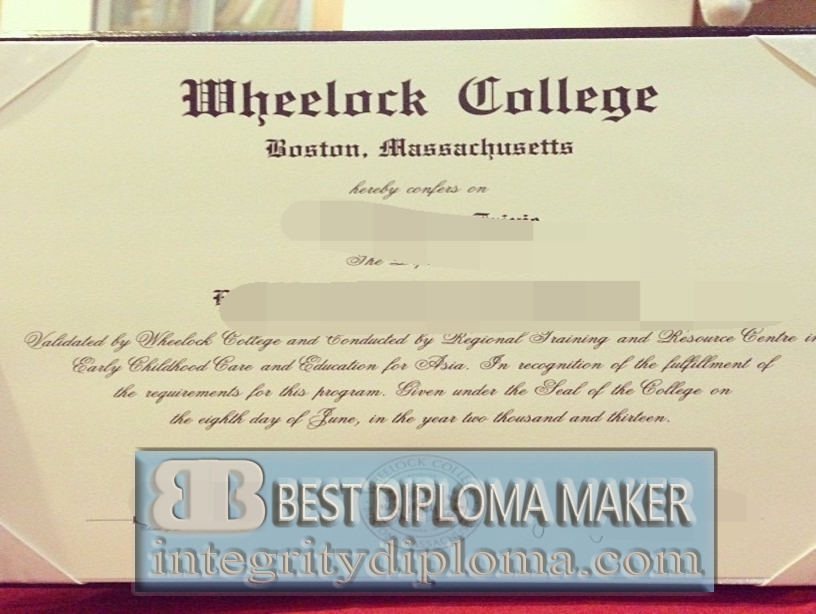 Wheelock College
Boston, Massachusetts
hereby confers on
The
Validated by Wheelock College and Conducted by Regional Training and Resource Centre in
Early Childhood Care and Education for Asia. In recognition of the fulfillment of
the requirements for this program. Given under the Seal of the College on
the eighth day of June, in the year two thousand and thirteen.
BEST DIPLOMA MAKER
integritydiploma.com